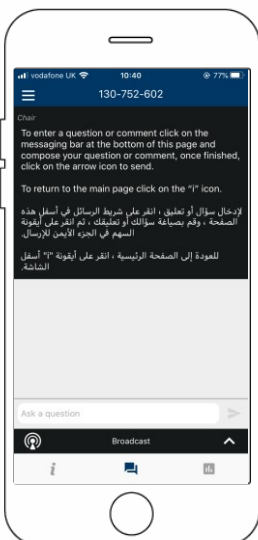 vodafone UK 10:40 77%
130-752-602
Chair
To enter a question or comment click on the
messaging bar at the bottom of this page and
compose your question or comment, once finished,
click on the arrow icon to send.
To return to the main page click on the "i" icon.
لإدخال سؤال أو تعليق ، انقر على شريط الرسائل في أسفل هذه
الصفحة ، وقم بصياغة سؤالك أو تعليقك ، ثم انقر على أيقونة
السهم في الجزء الأيمن للإرسال.
للعودة إلى الصفحة الرئيسية ، انقر على أيقونة "i" أسفل
الشاشة.
Ask a question
Broadcast
i